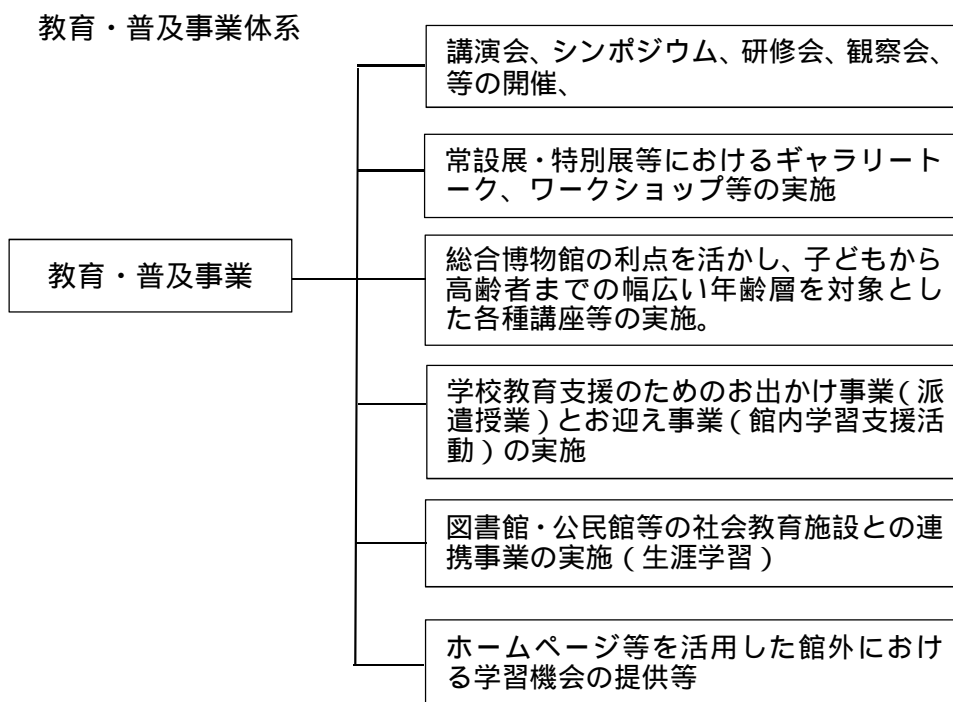 教育・普及事業体系
講演会、シンポジウム、研修会、観察会、
等の開催、
常設展・特別展等におけるギャラリート
ーク、ワークショップ等の実施
教育・普及事業
総合博物館の利点を活かし、子どもから
高齢者までの幅広い年齢層を対象とし
た各種講座等の実施。
学校教育支援のためのお出かけ事業(派
遣授業)とお迎え事業(館内学習支援活
動)の実施
図書館・公民館等の社会教育施設との連
携事業の実施(生涯学習)
ホームページ等を活用した館外におけ
る学習機会の提供等